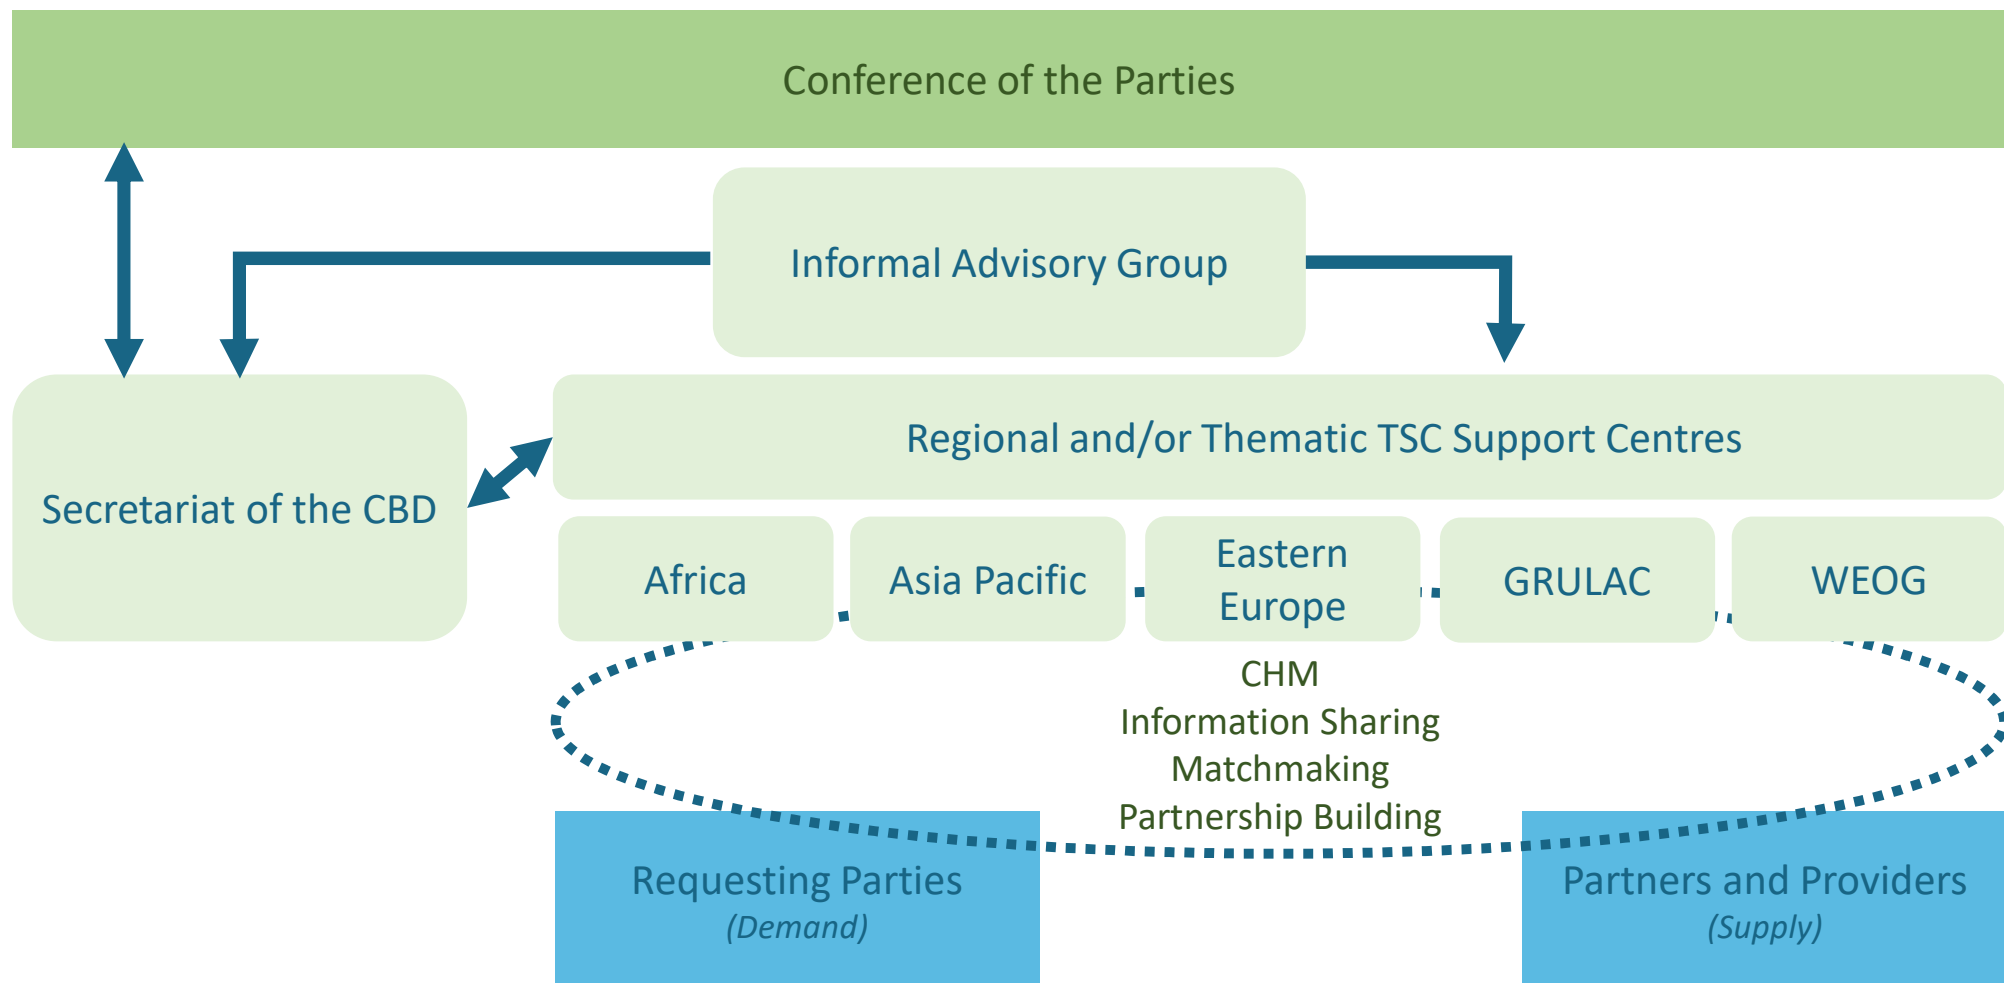 Conference of the Parties
Informal Advisory Group
Regional and/or Thematic TSC Support Centres
Secretariat of the CBD
Africa
Asia Pacific
Eastern
Europe
GRULAC
WEOG
CHM
Information Sharing
Matchmaking
Partnership Building
Requesting Parties
(Demand)
Partners and Providers
(Supply)